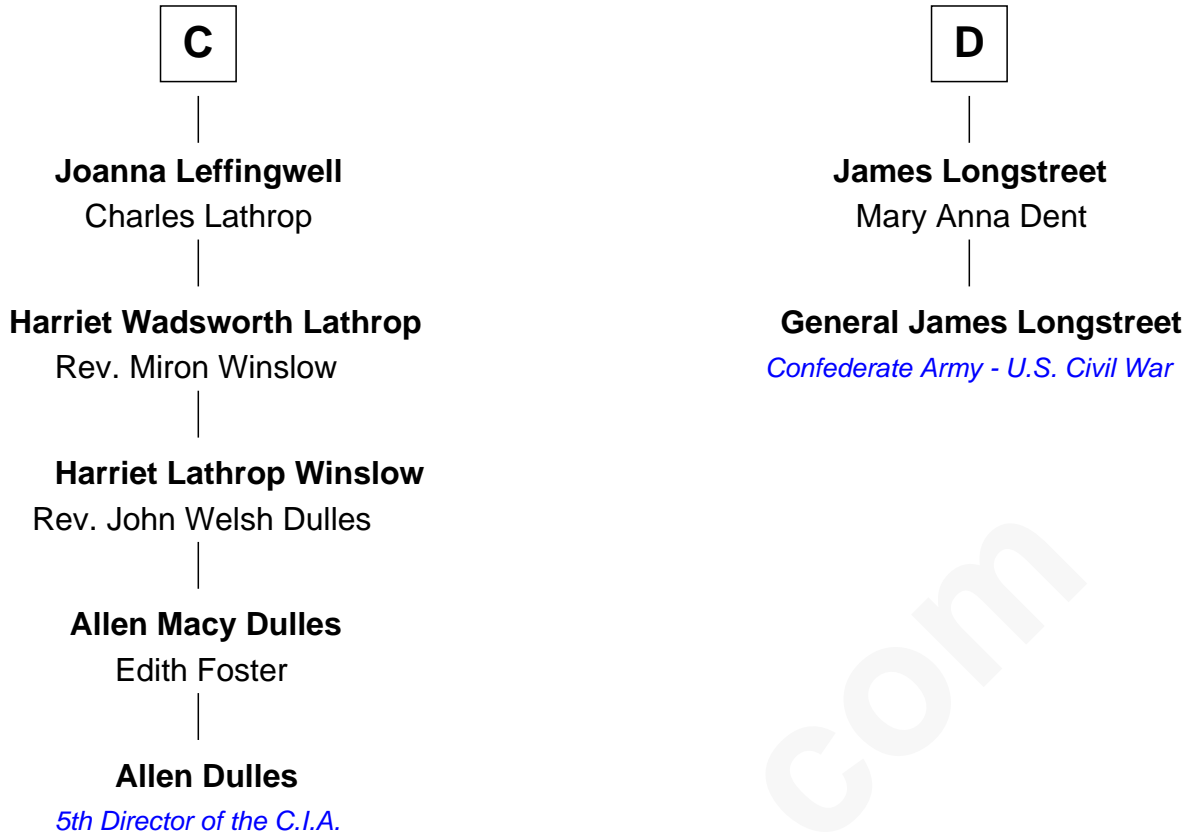 C
Joanna Leffingwell
Charles Lathrop
Harriet Wadsworth Lathrop
Rev. Miron Winslow
Harriet Lathrop Winslow
Rev. John Welsh Dulles
Allen Macy Dulles
Edith Foster
Allen Dulles
5th Director of the C.I.A.
D
James Longstreet
Mary Anna Dent
General James Longstreet
Confederate Army - U.S. Civil War
com